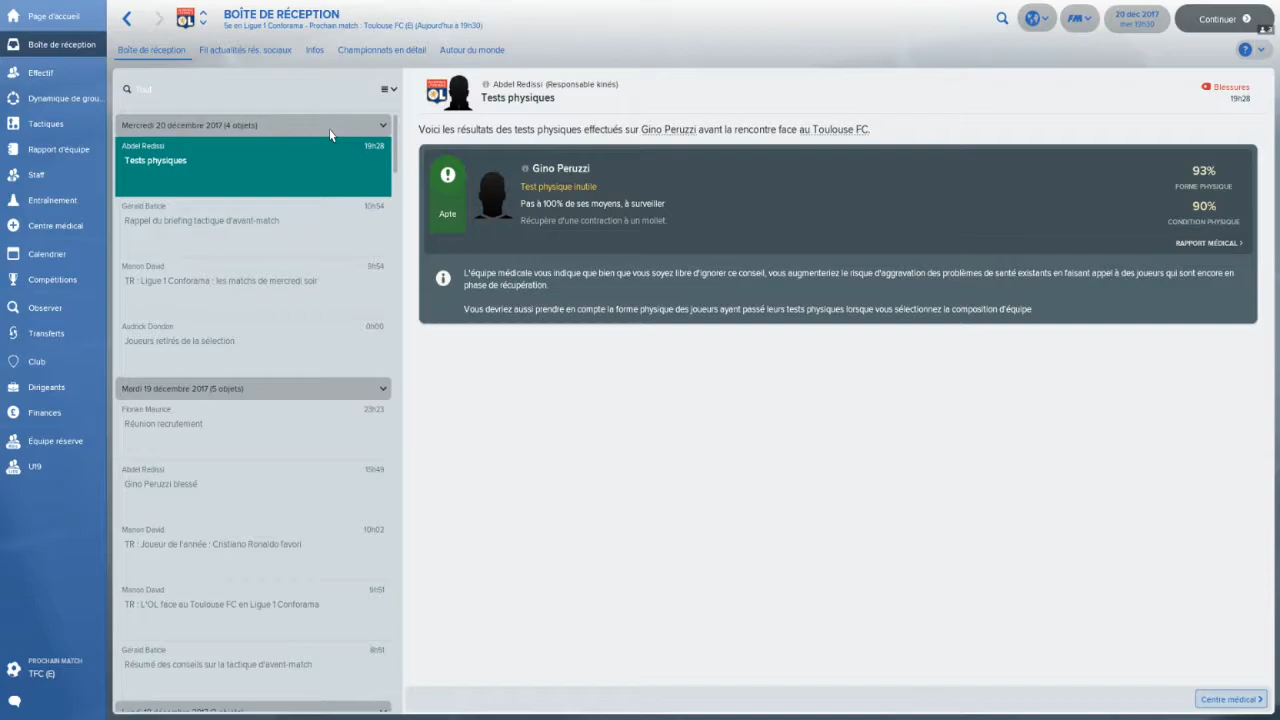 Page d'accueil
Boîte de réception
Effectif
Dynamique de grou...
Tactiques
Rapport d'équipe
Staff
Entraînement
Centre médical
Calendrier
Compétitions
Observer
Transferts
Club
Dirigeants
Finances
Équipe réserve
U19
PROCHAIN MATCH
TFC (E)
BOÎTE DE RÉCEPTION
5e en Ligue 1 Conforama - Prochain match : Toulouse FC (E) (Aujourd'hui à 19h30)
FM
20 déc 2017
mer 19h30
Continuer
Boîte de réception
Fil actualités rés. sociaux
Infos
Championnats en détail
Autour du monde
?
Tout
Mercredi 20 décembre 2017 (4 objets)
Abdel Redissi 19h28
Tests physiques
Gérald Baticle 10h54
Rappel du briefing tactique d'avant-match
Manon David 9h54
TR : Ligue 1 Conforama : les matchs de mercredi soir
Audrick Dondon 0h00
Joueurs retirés de la sélection
Mardi 19 décembre 2017 (5 objets)
Florian Maurice 23h23
Réunion recrutement
Abdel Redissi 15h49
Gino Peruzzi blessé
Manon David 10h02
TR : Joueur de l'année : Cristiano Ronaldo favori
Manon David 9h51
TR : L'OL face au Toulouse FC en Ligue 1 Conforama
Gérald Baticle 8h51
Résumé des conseils sur la tactique d'avant-match
OL
Abdel Redissi (Responsable kinés)
Tests physiques
Blessures
19h28
Voici les résultats des tests physiques effectués sur Gino Peruzzi avant la rencontre face au Toulouse FC.
Apte
Gino Peruzzi
Test physique inutile
Pas à 100% de ses moyens, à surveiller
Récupère d'une contraction à un mollet.
93%
FORME PHYSIQUE
90%
CONDITION PHYSIQUE
RAPPORT MÉDICAL >
L'équipe médicale vous indique que bien que vous soyez libre d'ignorer ce conseil, vous augmenteriez le risque d'aggravation des problèmes de santé existants en faisant appel à des joueurs qui sont encore en
phase de récupération.
Vous devriez aussi prendre en compte la forme physique des joueurs ayant passé leurs tests physiques lorsque vous sélectionnez la composition d'équipe
Centre médical >